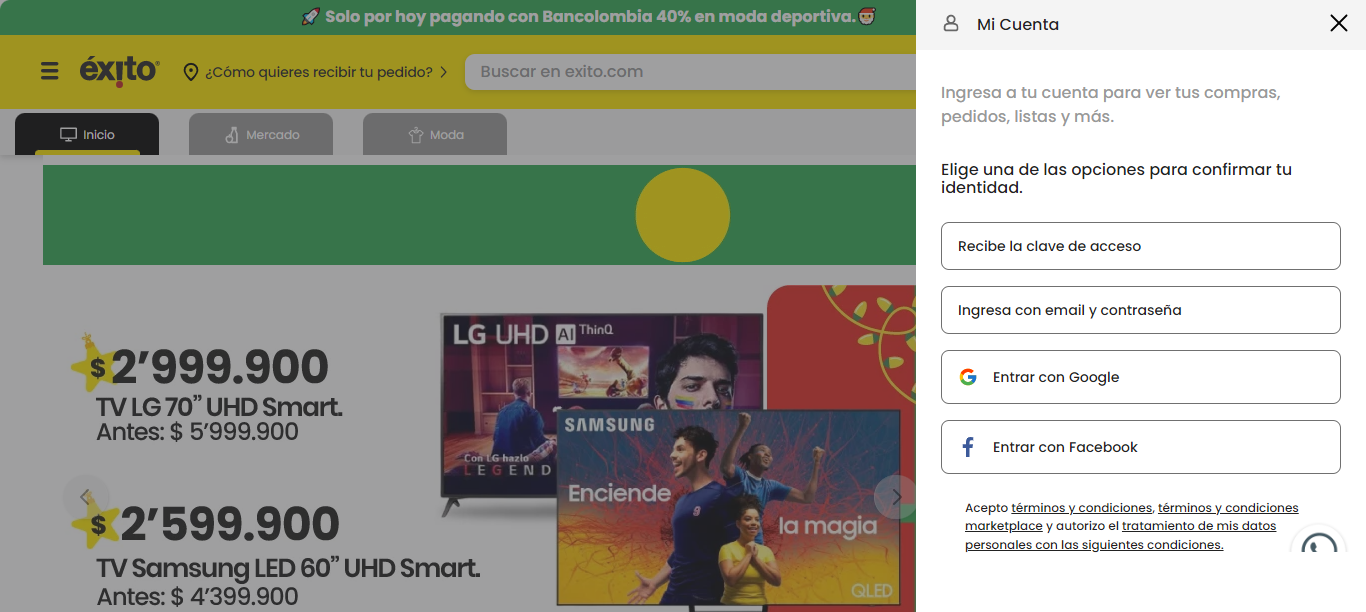 Solo por hoy pagando con Bancolombia 40% en moda deportiva.
éxito
¿Cómo quieres recibir tu pedido?
Buscar en exito.com
Inicio
Mercado
Moda
$2’999.900
TV LG 70” UHD Smart.
Antes: $ 5’999.900
$2’599.900
TV Samsung LED 60” UHD Smart.
Antes: $ 4’399.900
LG UHD AI ThinQ
Con LG hazlo
LEGEND
SAMSUNG
Enciende
la magia
QLED
Mi Cuenta
Ingresa a tu cuenta para ver tus compras,
pedidos, listas y más.
Elige una de las opciones para confirmar tu
identidad.
Recibe la clave de acceso
Ingresa con email y contraseña
Entrar con Google
Entrar con Facebook
Acepto términos y condiciones, términos y condiciones
marketplace y autorizo el tratamiento de mis datos
personales con las siguientes condiciones.